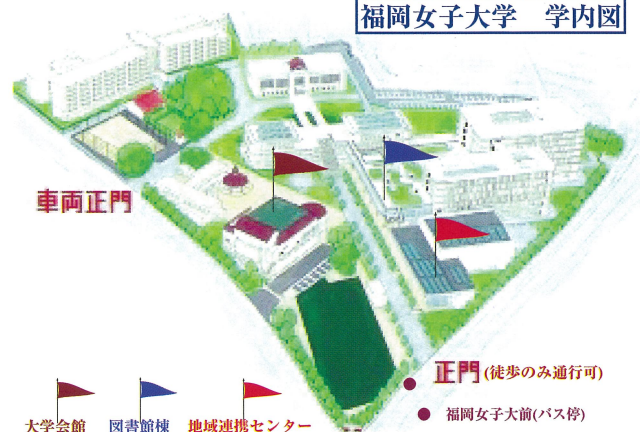 福岡女子大学　学内図
車両正門
正門(徒歩のみ通行可)
福岡女子大前(バス停)
大学会館　図書館棟　地域連携センター